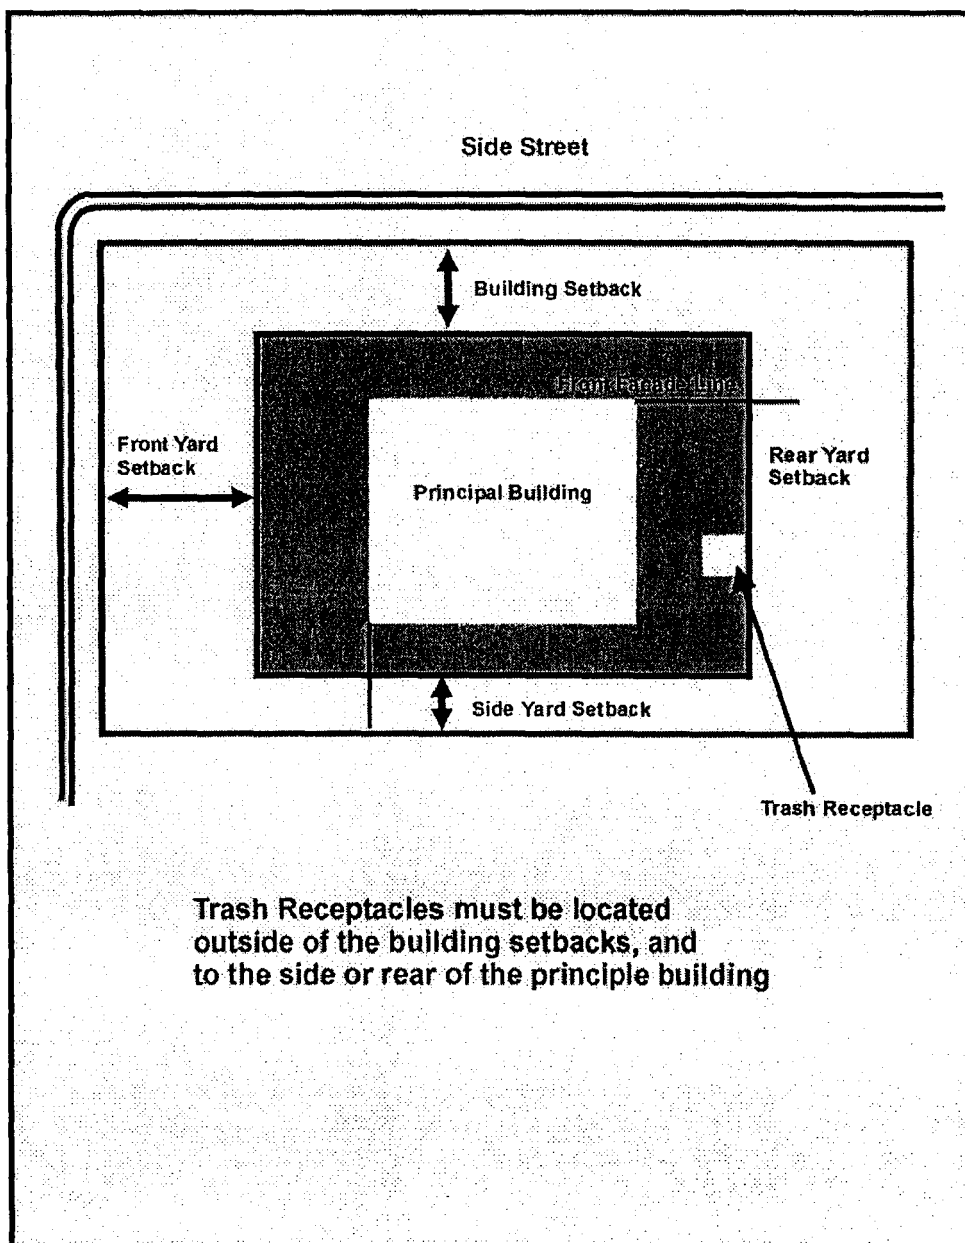 Side Street
Building Setback
Front Facade Line
Front Yard
Setback
Principal Building
Rear Yard
Setback
Side Yard Setback
Trash Receptacle
Trash Receptacles must be located
outside of the building setbacks, and
to the side or rear of the principle building